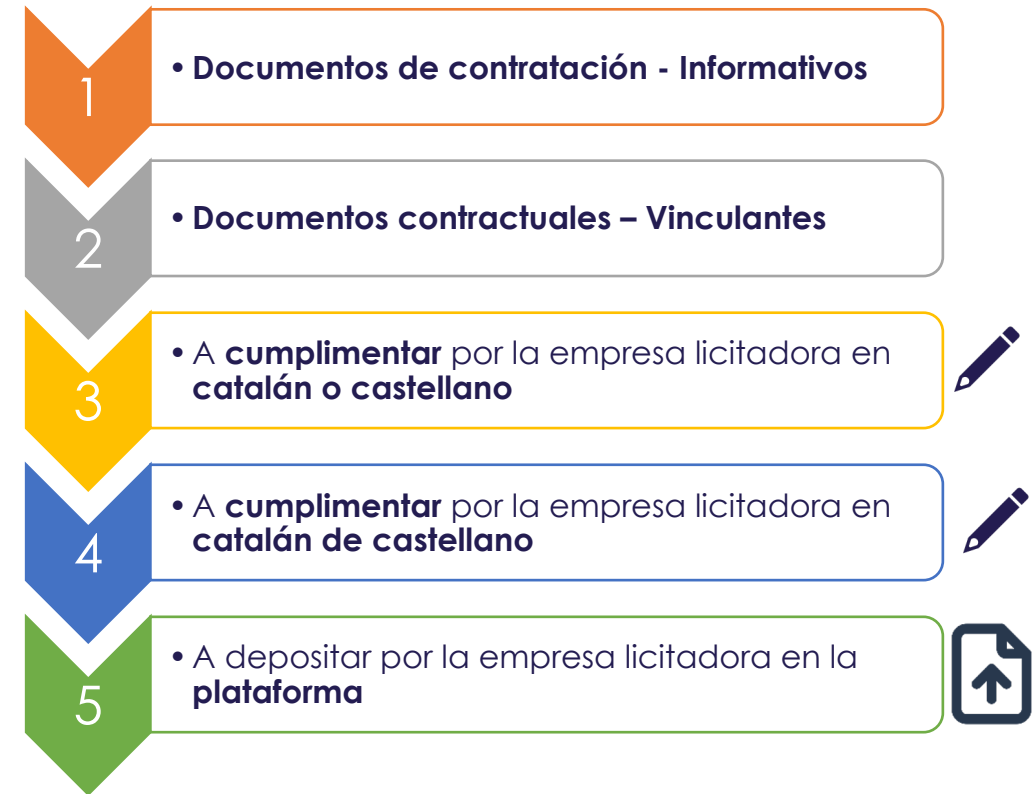 1
• Documentos de contratación - Informativos
2
• Documentos contractuales – Vinculantes
3
• A cumplimentar por la empresa licitadora en
catalán o castellano
4
• A cumplimentar por la empresa licitadora en
catalán de castellano
5
• A depositar por la empresa licitadora en la
plataforma